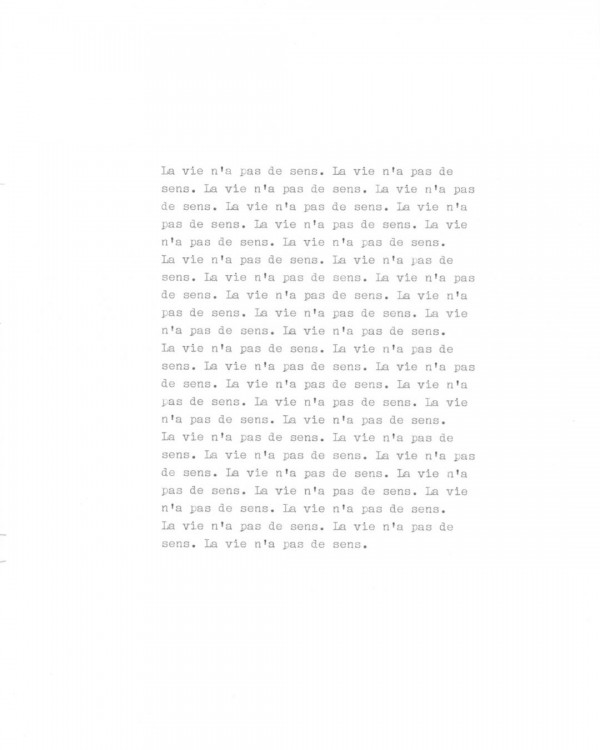 La vie n'a pas de sens. La vie n'a pas de
sens. La vie n'a pas de sens. La vie n'a pas
de sens. La vie n'a pas de sens. La vie n'a
pas de sens. La vie n'a pas de sens. La vie
n'a pas de sens. La vie n'a pas de sens.
La vie n'a pas de sens. La vie n'a pas de
sens. La vie n'a pas de sens. La vie n'a pas
de sens. La vie n'a pas de sens. La vie n'a
pas de sens. La vie n'a pas de sens. La vie
n'a pas de sens. La vie n'a pas de sens.
La vie n'a pas de sens. La vie n'a pas de
sens. La vie n'a pas de sens. La vie n'a pas
de sens. La vie n'a pas de sens. La vie n'a
pas de sens. La vie n'a pas de sens. La vie
n'a pas de sens. La vie n'a pas de sens.
La vie n'a pas de sens. La vie n'a pas de
sens. La vie n'a pas de sens. La vie n'a pas
de sens. La vie n'a pas de sens. La vie n'a
pas de sens. La vie n'a pas de sens. La vie
n'a pas de sens. La vie n'a pas de sens.
La vie n'a pas de sens. La vie n'a pas de
sens. La vie n'a pas de sens.